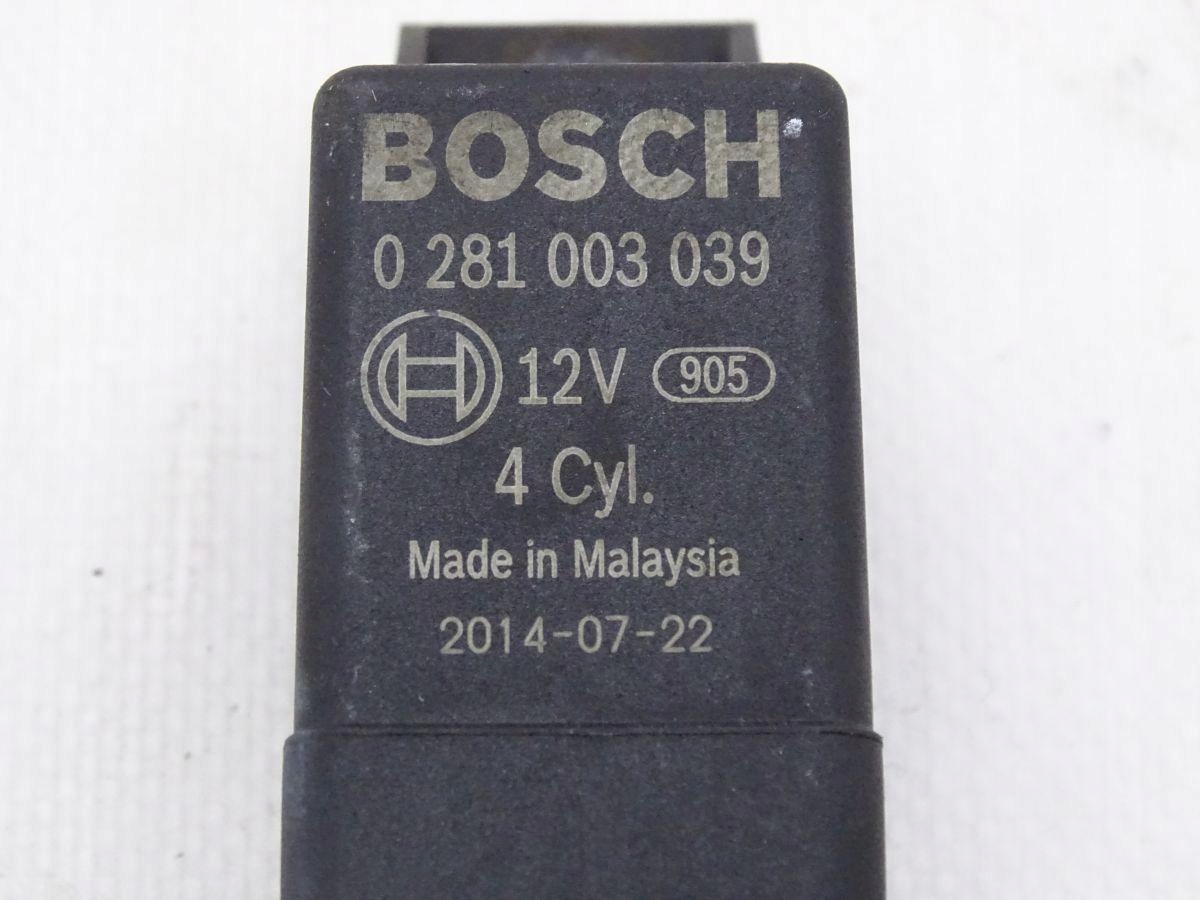 BOSCH
0 281 003 039
12V 905
4 Cyl.
Made in Malaysia
2014-07-22